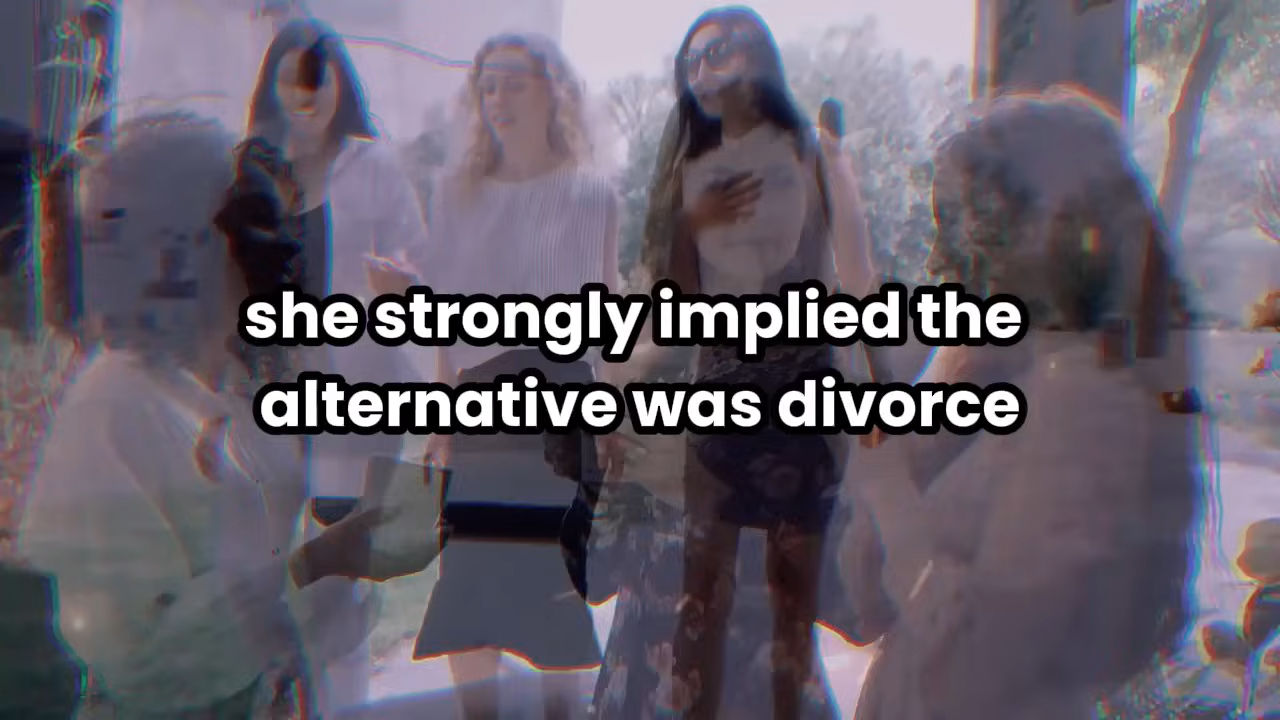 she strongly implied the
alternative was divorce